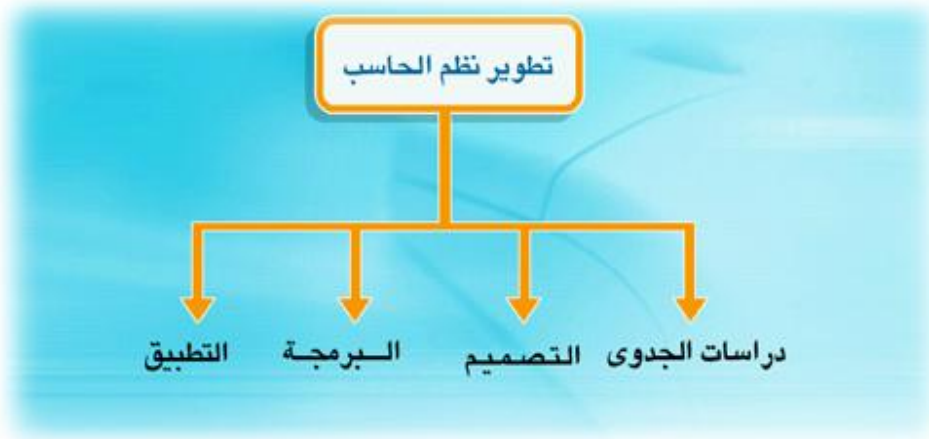 تطوير نظم الحاسب
دراسات الجدوى
التصميم
البرمجة
التطبيق